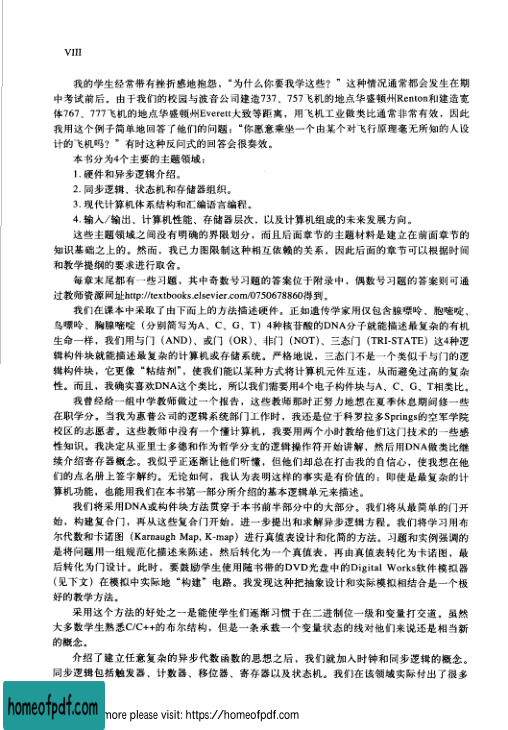 VIII
我的学生经常带有挫折感地抱怨，“为什么你要我学这些？”这种情况通常都会发生在期
中考试前后。由于我们的校园与波音公司建造737、757飞机的地点华盛顿州Renton和建造宽
体767、777飞机的地点华盛顿州Everett大致等距离，用飞机工业做类比通常非常有效，因此
我用这个例子简单地回答了他们的问题：“你愿意乘坐一个由某个对飞行原理毫无所知的人设
计的飞机吗？”有时这种反问式的回答会很奏效。
本书分为4个主要的主题领域：
1. 硬件和异步逻辑介绍。
2. 同步逻辑、状态机和存储器组织。
3. 现代计算机体系结构和汇编语言编程。
4. 输入/输出、计算机性能、存储器层次，以及计算机组成的未来发展方向。
这些主题领域之间没有明确的界限划分，而且后面章节的主题材料是建立在前面章节的
知识基础之上的。然而，我已力图限制这种相互依赖的关系，因此后面的章节可以根据时间
和教学提纲的要求进行取舍。
每章末尾都有一些习题，其中奇数号习题的答案位于附录中，偶数号习题的答案则可通
过教师资源网址http://textbooks.elsevier.com/0750678860得到。
我们在课本中采取了由下而上的方法描述硬件。正如遗传学家用仅包含腺嘌呤、胞嘧啶、
鸟嘌呤、胸腺嘧啶（分别简写为A、C、G、T）4种核苷酸的DNA分子就能描述最复杂的有机
生命一样，我们用与门（AND）、或门（OR）、非门（NOT）、三态门（TRI-STATE）这4种逻
辑构件块就能描述最复杂的计算机或存储系统。严格地说，三态门不是一个类似于与门的逻
辑构件块，它更像“粘结剂”，使我们能以某种方式将计算机元件互连，从而避免过高的复杂
性。而且，我确实喜欢DNA这个类比，所以我们需要用4个电子构件块与A、C、G、T相类比。
我曾经给一组中学教师做过一个报告，这些教师那时正努力地想在夏季休息期间修一些
在职学分。当我为惠普公司的逻辑系统部门工作时，我还是位于科罗拉多Springs的空军学院
校区的志愿者。这些教师中没有一个懂计算机，我要用两个小时教给他们这门技术的一些感
性知识。我决定从亚里士多德和作为哲学分支的逻辑操作符开始讲解，然后用DNA做类比继
续介绍寄存器概念。我似乎正逐渐让他们听懂，但他们却总在打击我的自信心，使我想在他
们的点名册上签字解约。无论如何，我认为表明这样的事实是有价值的：即使是最复杂的计
算机功能，也能用我们在本书第一部分所介绍的基本逻辑单元来描述。
我们将采用DNA或构件块方法贯穿于本书前半部分中的大部分。我们将从最简单的门开
始，构建复合门，再从这些复合门开始，进一步提出和求解异步逻辑方程。我们将学习用布
尔代数和卡诺图（Karnaugh Map, K-map）进行真值表设计和化简的方法。习题和实例强调的
是将问题用一组规范化描述来陈述，然后转化为一个真值表，再由真值表转化为卡诺图，最
后转化为门设计。此时，要鼓励学生使用随书带的DVD光盘中的Digital Works软件模拟器
（见下文）在模拟中实际地“构建”电路。我发现这种把抽象设计和实际模拟相结合是一个极
好的教学方法。
采用这个方法的好处之一是能使学生们逐渐习惯于在二进制位一级和变量打交道。虽然
大多数学生熟悉C/C++的布尔结构，但是一条承载一个变量状态的线对他们来说还是相当新
的概念。
介绍了建立任意复杂的异步代数函数的思想之后，我们就加入时钟和同步逻辑的概念。
同步逻辑包括触发器、计数器、移位器、寄存器以及状态机。我们在该领域实际付出了很多
homeofpdf.com
more please visit: https://homeofpdf.com